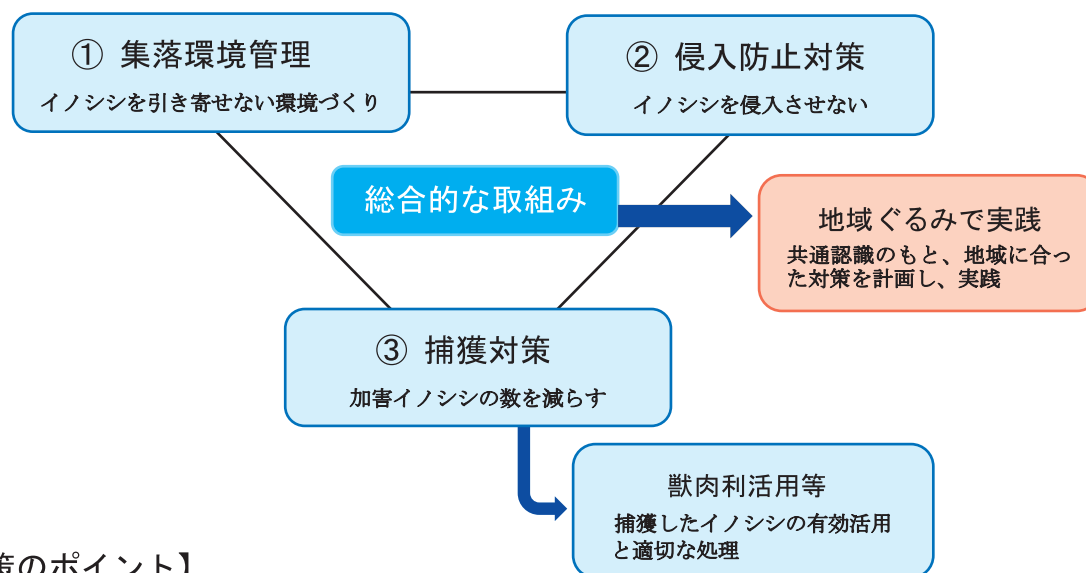 ① 集落環境管理
イノシシを引き寄せない環境づくり
② 侵入防止対策
イノシシを侵入させない
総合的な取組み
地域ぐるみで実践
共通認識のもと、地域に合っ
た対策を計画し、実践
③ 捕獲対策
加害イノシシの数を減らす
獣肉利活用等
捕獲したイノシシの有効活用
と適切な処理
策のポイント】